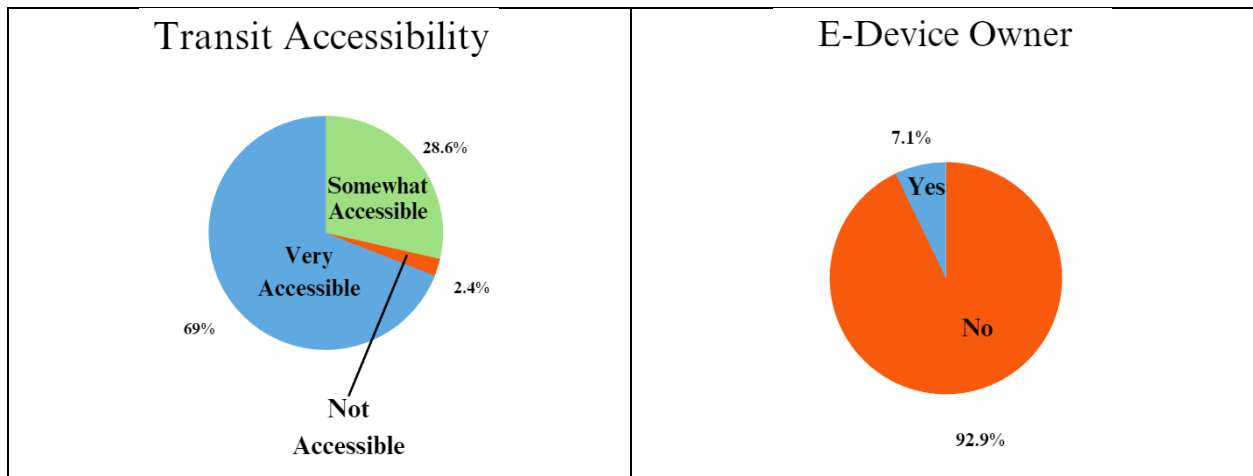 Transit Accessibility
28.6%
Somewhat
Accessible
Very
Accessible
2.4%
69%
Not
Accessible
E-Device Owner
7.1%
Yes
No
92.9%